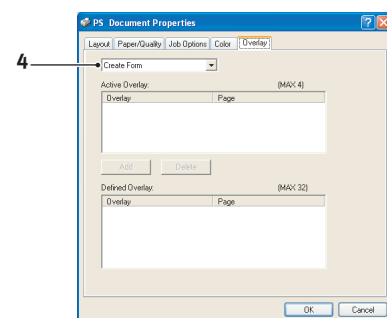 PS Document Properties
Layout Paper/Quality Job Options Color Overlay
4
Create Form
Active Overlay: (MAX 4)
Overlay Page
Add Delete
Defined Overlay: (MAX 32)
Overlay Page
OK Cancel